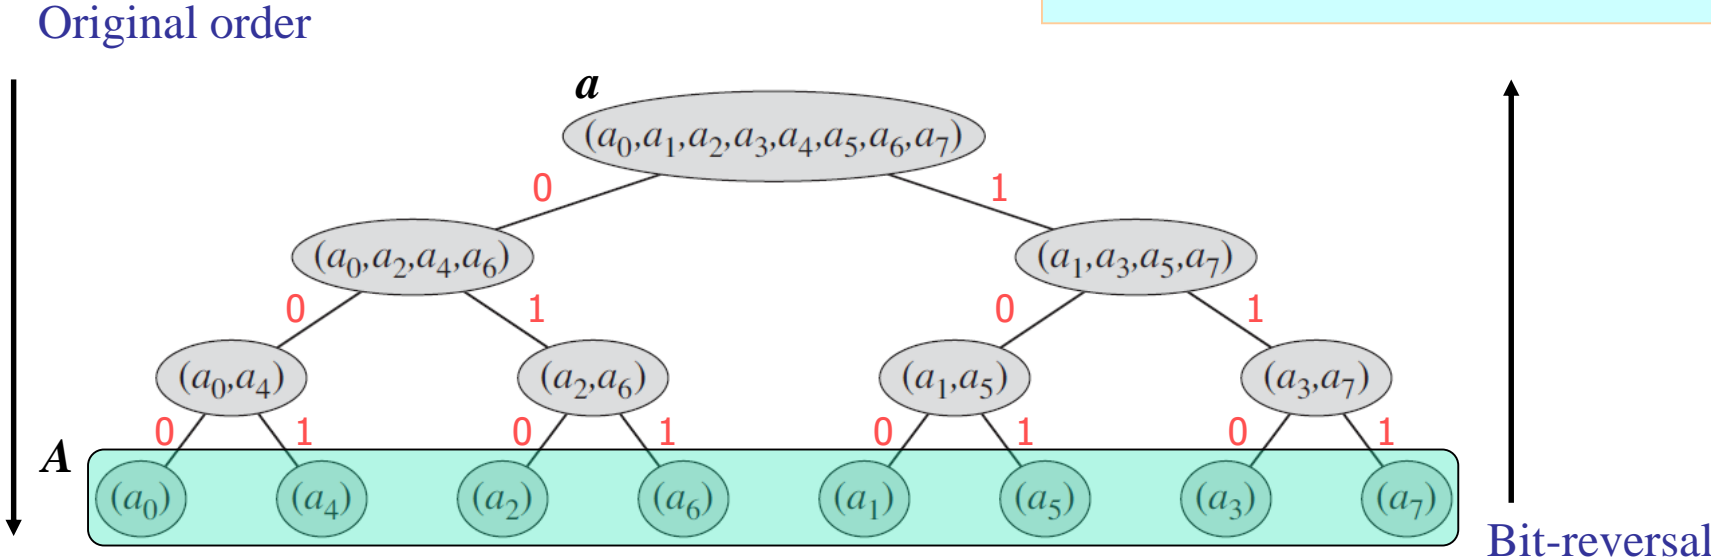 Original order
a
(a0,a1,a2,a3,a4,a5,a6,a7)
0 1
(a0,a2,a4,a6) (a1,a3,a5,a7)
0 1 0 1
(a0,a4) (a2,a6) (a1,a5) (a3,a7)
0 1 0 1 0 1 0 1
A
(a0) (a4) (a2) (a6) (a1) (a5) (a3) (a7)
Bit-reversal